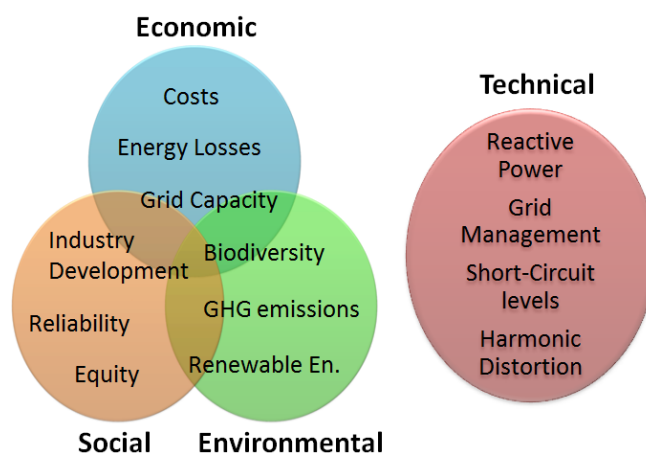 Economic
Costs
Energy Losses
Grid Capacity
Industry
Development
Reliability
Equity
Social
Biodiversity
GHG emissions
Renewable En.
Environmental
Technical
Reactive
Power
Grid
Management
Short-Circuit
levels
Harmonic
Distortion